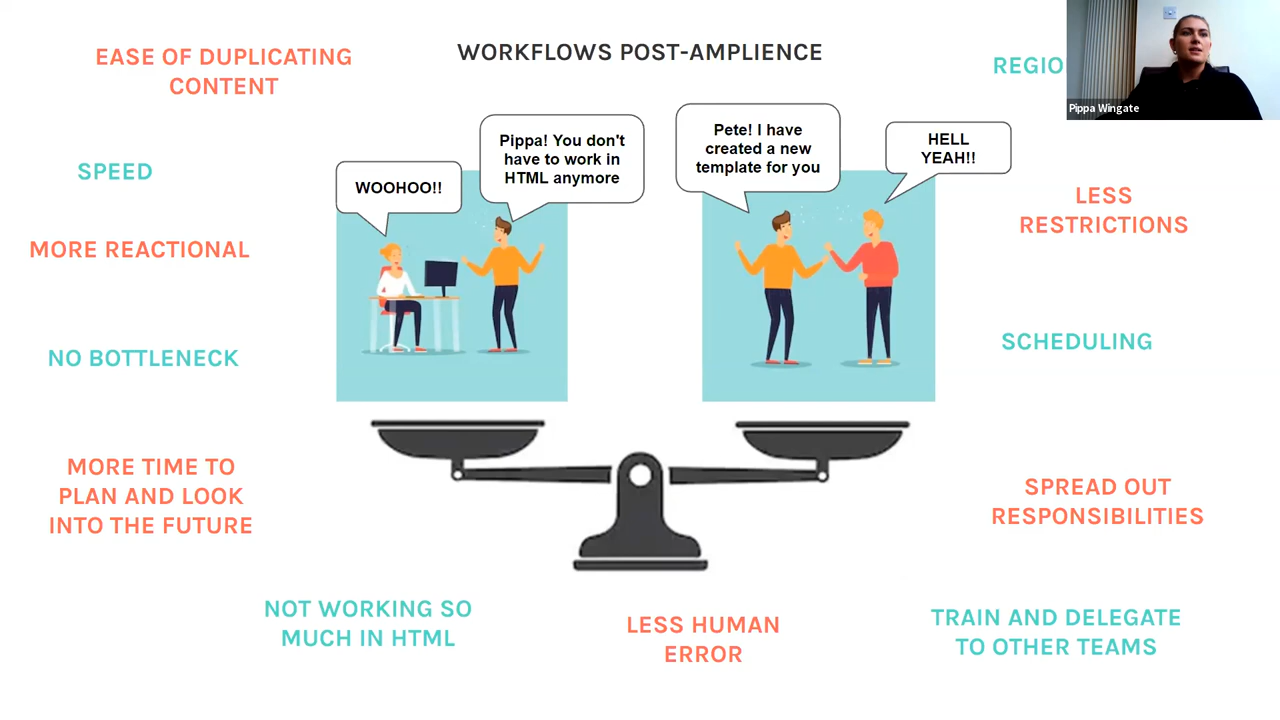 WORKFLOWS POST-AMPLIENCE
EASE OF DUPLICATING
CONTENT
Pippa Wingate
SPEED
WOOHOO!!
Pippa! You don't
have to work in
HTML anymore
Pete! I have
created a new
template for you
HELL
YEAH!!
LESS
RESTRICTIONS
MORE REACTIONAL
NO BOTTLENECK
SCHEDULING
MORE TIME TO
PLAN AND LOOK
INTO THE FUTURE
SPREAD OUT
RESPONSIBILITIES
NOT WORKING SO
MUCH IN HTML
LESS HUMAN
ERROR
TRAIN AND DELEGATE
TO OTHER TEAMS